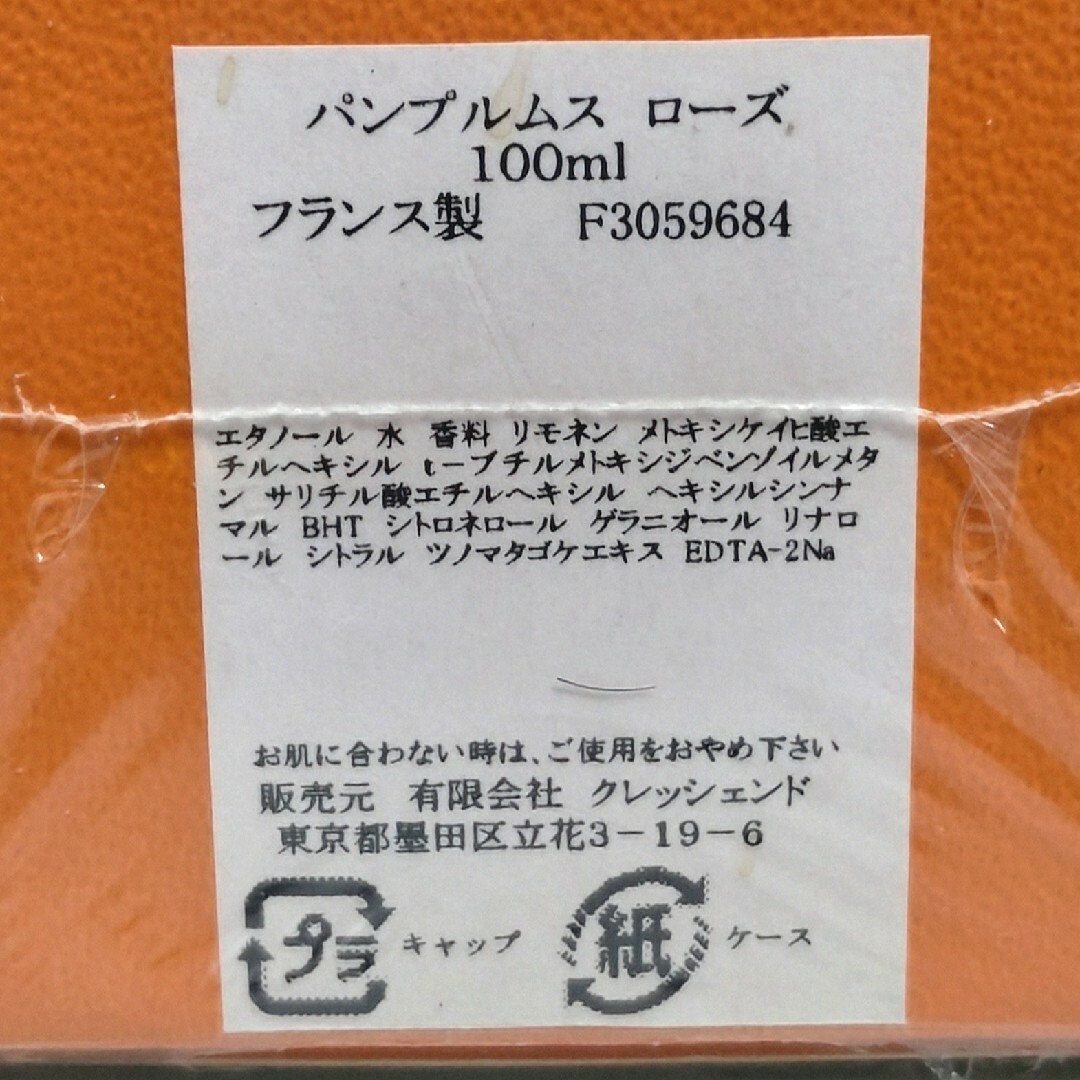 パンプルムス ローズ
100ml
フランス製 F3059684
エタノール 水 香料 リモネン メトキシケイヒ酸エ
チルヘキシル t-ブチルメトキシジベンゾイルメタ
ン サリチル酸エチルヘキシル ヘキシルシンナ
マル BHT シトロネロール ゲラニオール リナロ
ール シトラル ツノマタゴケエキス EDTA-2Na
お肌に合わない時は、ご使用をおやめ下さい
販売元 有限会社 クレッシェンド
東京都墨田区立花3-19-6
プラ キャップ 紙 ケース